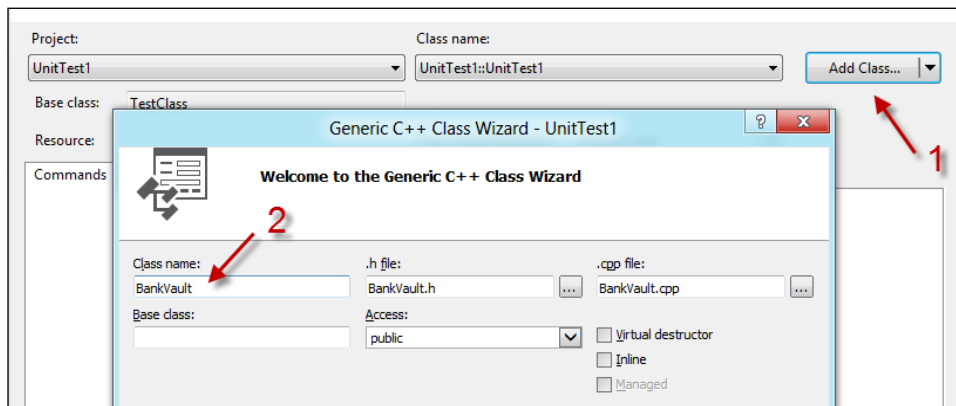 Project: Class name:
UnitTest1 UnitTest1::UnitTest1 Add Class...
Base class: TestClass
Generic C++ Class Wizard - UnitTest1 ? x
Resource:
1
Commands
Welcome to the Generic C++ Class Wizard
2
Class name: .h file: .cpp file:
BankVault BankVault.h ... BankVault.cpp ...
Base class: Access:
public Virtual destructor
Inline
Managed